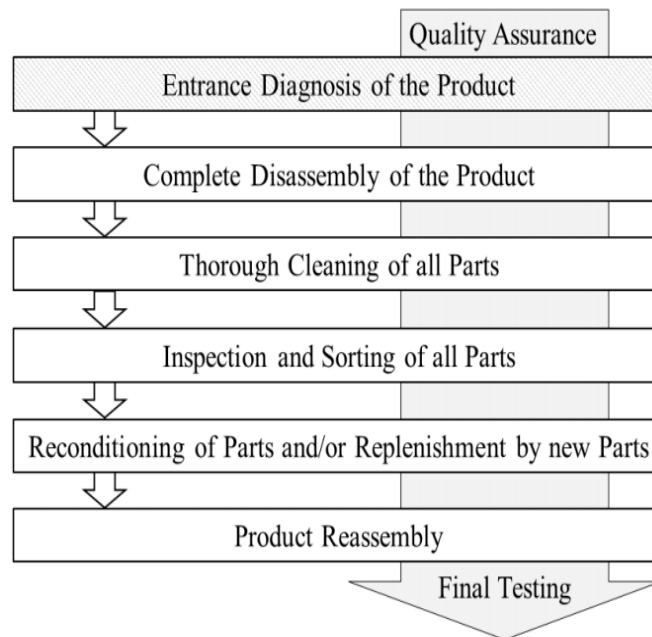 Quality Assurance
Entrance Diagnosis of the Product
Complete Disassembly of the Product
Thorough Cleaning of all Parts
Inspection and Sorting of all Parts
Reconditioning of Parts and/or Replenishment by new Parts
Product Reassembly
Final Testing